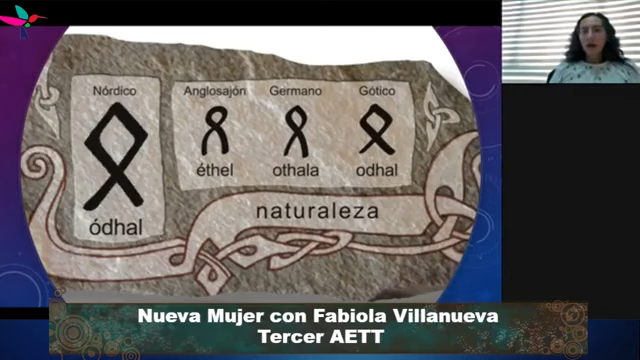 Nórdico
Anglosajón Germano Gótico
éthel othala odhal
ódhal
naturaleza
Nueva Mujer con Fabiola Villanueva
Tercer AETT